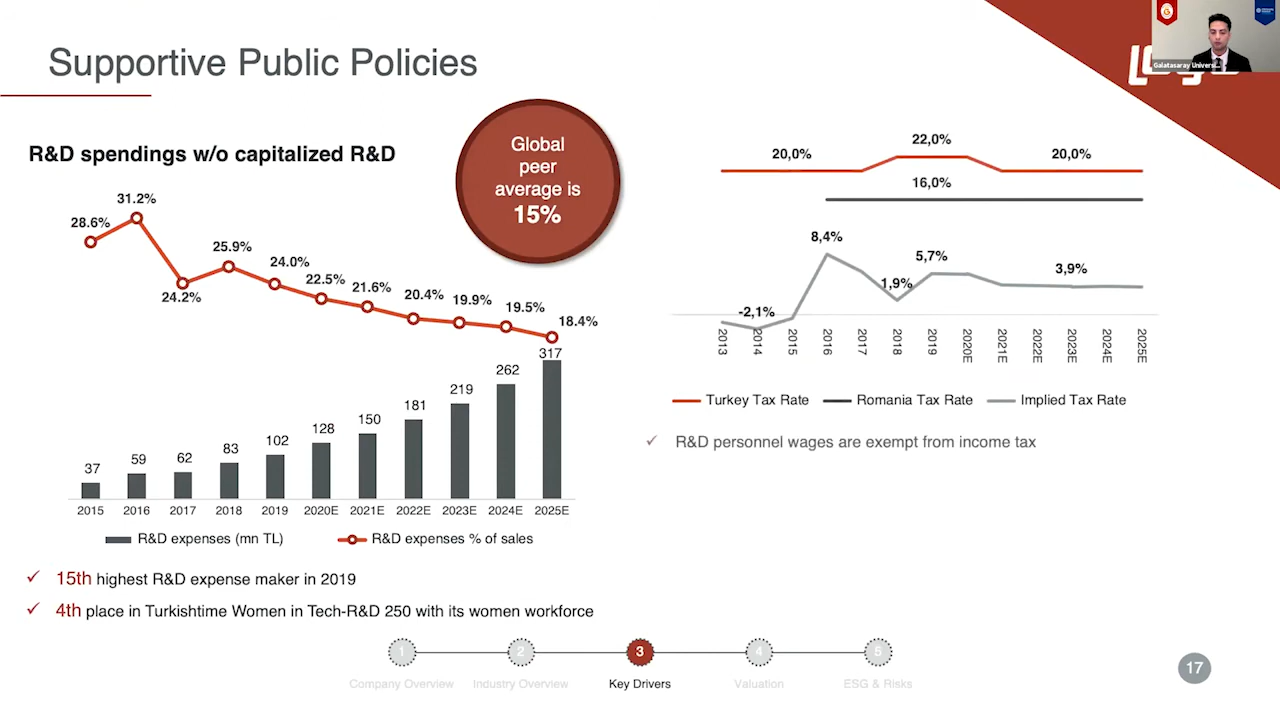 Supportive Public Policies
Galatasaray Universi...
R&D spendings w/o capitalized R&D
Global
peer
average is
15%
28.6%
31.2%
24.2%
25.9%
24.0%
22.5%
21.6%
20.4%
19.9%
19.5%
18.4%
37
59
62
83
102
128
150
181
219
262
317
2015 2016 2017 2018 2019 2020E 2021E 2022E 2023E 2024E 2025E
R&D expenses (mn TL) R&D expenses % of sales
15th highest R&D expense maker in 2019
4th place in Turkishtime Women in Tech-R&D 250 with its women workforce
20,0% 22,0% 20,0%
16,0%
-2,1% 8,4% 1,9% 5,7% 3,9%
2013 2014 2015 2016 2017 2018 2019 2020E 2021E 2022E 2023E 2024E 2025E
Turkey Tax Rate Romania Tax Rate Implied Tax Rate
R&D personnel wages are exempt from income tax
1 2 3 4 5
Company Overview Industry Overview Key Drivers Valuation ESG & Risks
17